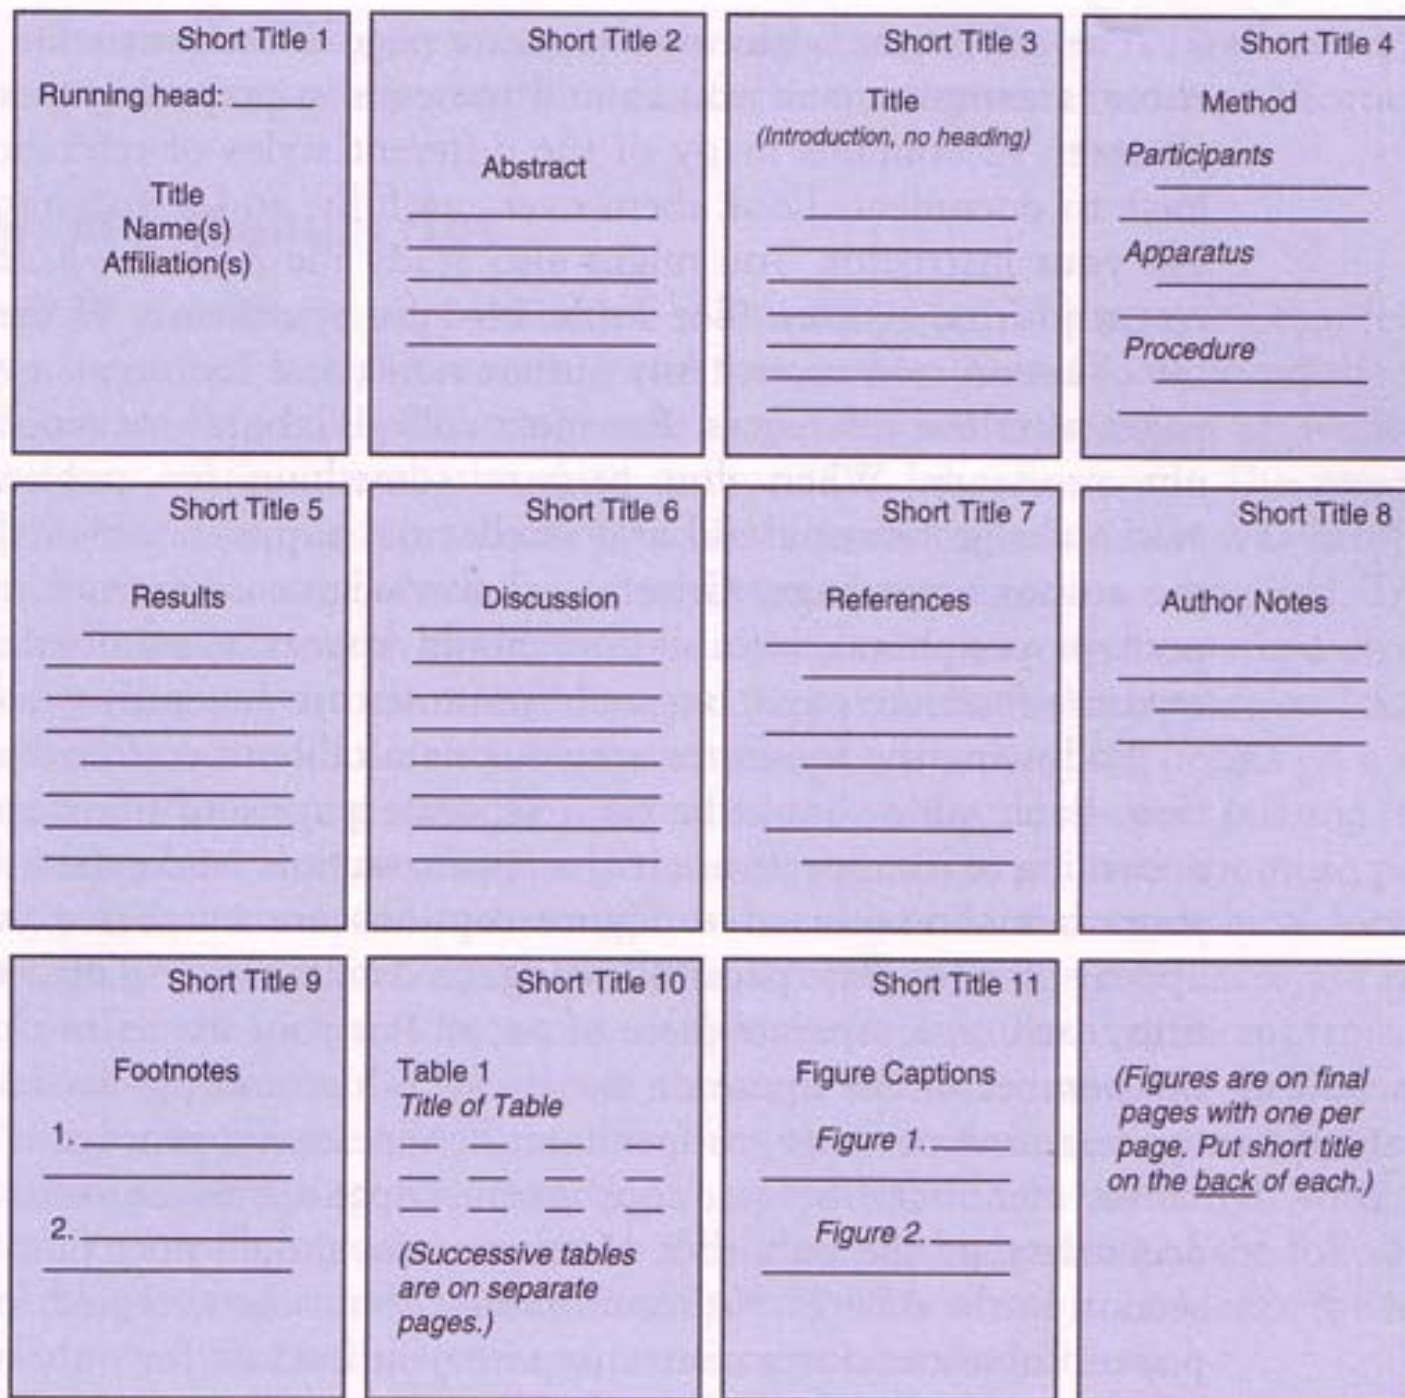 Short Title 1
Running head:
Title
Name(s)
Affiliation(s)
Short Title 2
Abstract
Short Title 3
Title
(Introduction, no heading)
Short Title 4
Method
Participants
Apparatus
Procedure
Short Title 5
Results
Short Title 6
Discussion
Short Title 7
References
Short Title 8
Author Notes
Short Title 9
Footnotes
1.
2.
Short Title 10
Table 1
Title of Table
(Successive tables
are on separate
pages.)
Short Title 11
Figure Captions
Figure 1.
Figure 2.
(Figures are on final
pages with one per
page. Put short title
on the back of each.)